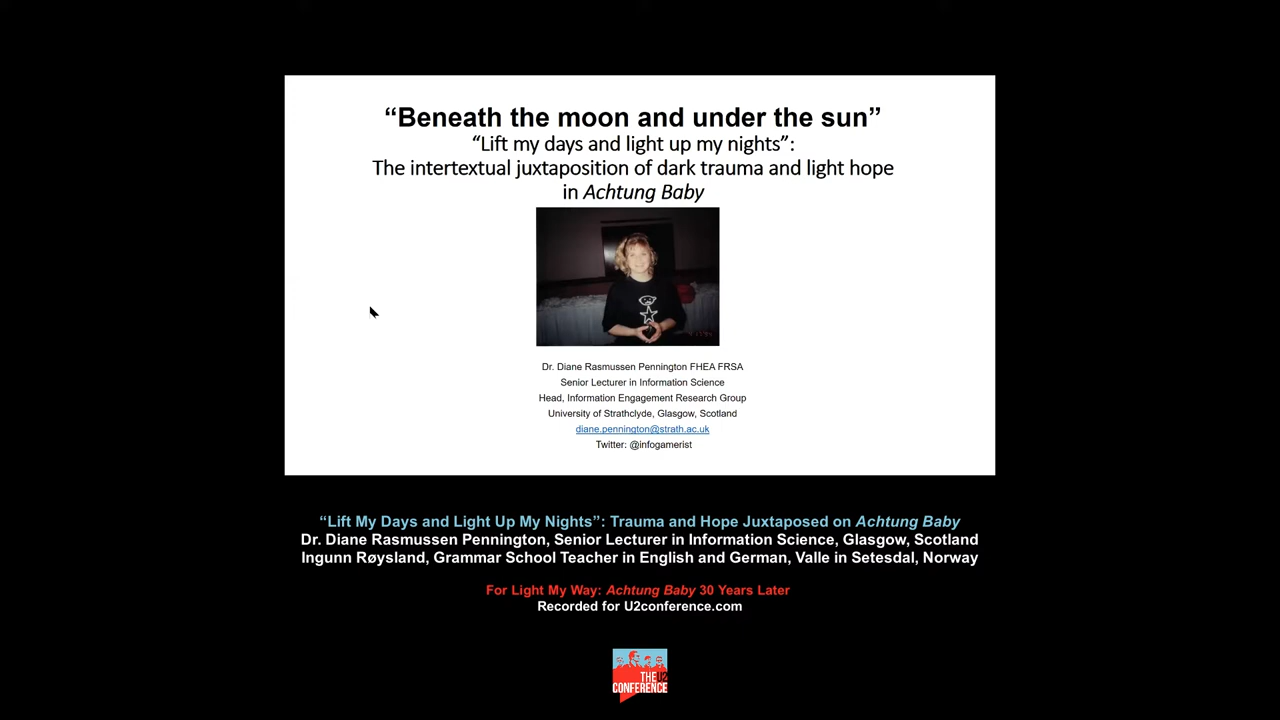 “Beneath the moon and under the sun”
“Lift my days and light up my nights”:
The intertextual juxtaposition of dark trauma and light hope
in Achtung Baby
Dr. Diane Rasmussen Pennington FHEA FRSA
Senior Lecturer in Information Science
Head, Information Engagement Research Group
University of Strathclyde, Glasgow, Scotland
diane.pennington@strath.ac.uk
Twitter: @infogamerist
“Lift My Days and Light Up My Nights”: Trauma and Hope Juxtaposed on Achtung Baby
Dr. Diane Rasmussen Pennington, Senior Lecturer in Information Science, Glasgow, Scotland
Ingunn Røysland, Grammar School Teacher in English and German, Valle in Setesdal, Norway
For Light My Way: Achtung Baby 30 Years Later
Recorded for U2conference.com
THE U2
CONFERENCE